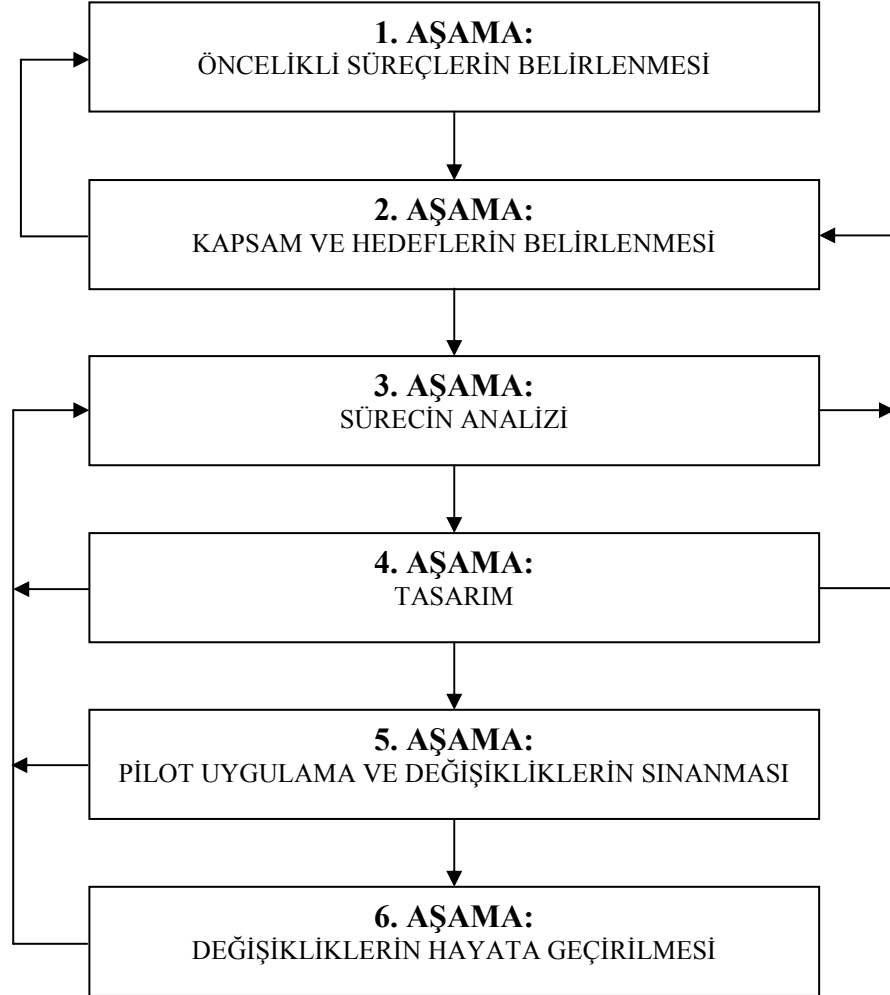 1. AŞAMA:
ÖNCELİKLİ SÜREÇLERİN BELİRLENMESİ
2. AŞAMA:
KAPSAM VE HEDEFLERİN BELİRLENMESİ
3. AŞAMA:
SÜRECİN ANALİZİ
4. AŞAMA:
TASARIM
5. AŞAMA:
PİLOT UYGULAMA VE DEĞİŞİKLİKLERİN SINANMASI
6. AŞAMA:
DEĞİŞİKLİKLERİN HAYATA GEÇİRİLMESİ